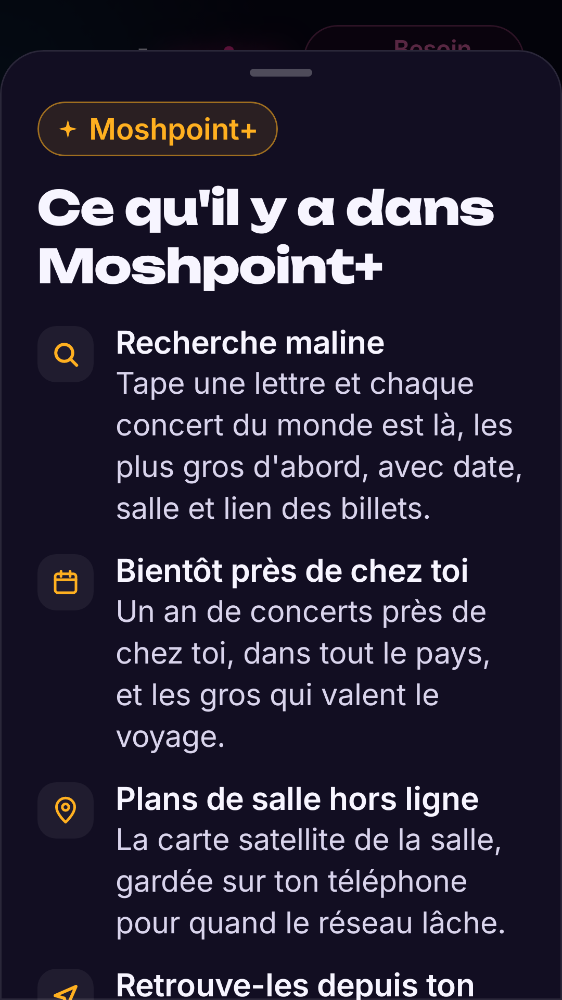 Besoin
Moshpoint+
Ce qu'il y a dans
Moshpoint+
Recherche maline
Tape une lettre et chaque
concert du monde est là, les
plus gros d'abord, avec date,
salle et lien des billets.
Bientôt près de chez toi
Un an de concerts près de
chez toi, dans tout le pays,
et les gros qui valent le
voyage.
Plans de salle hors ligne
La carte satellite de la salle,
gardée sur ton téléphone
pour quand le réseau lâche.
Retrouve-les depuis ton